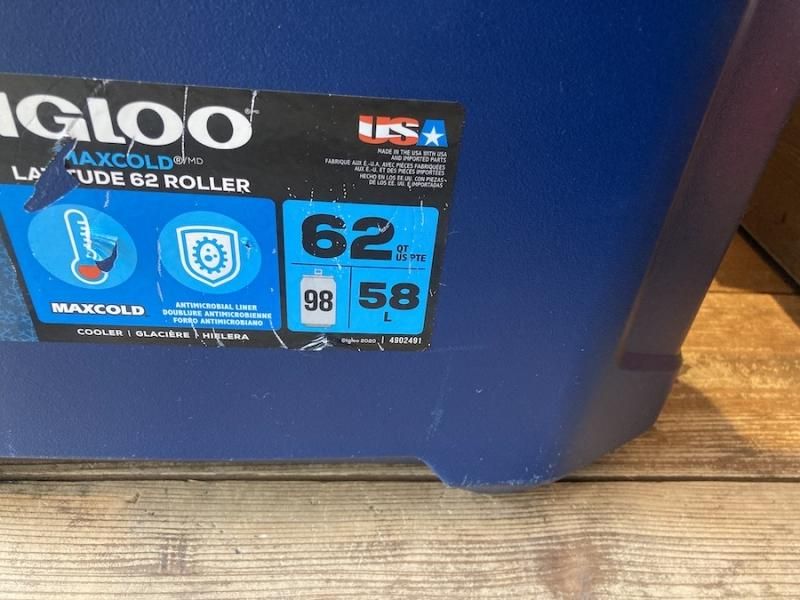 IGLOO
MAXCOLD®/MD
LATITUDE 62 ROLLER
USA
MADE IN THE USA WITH USA
AND IMPORTED PARTS
FABRIQUÉ AUX É.-U. AVEC PIÈCES FABRIQUÉES
AUX É.-U. ET DES PIÈCES IMPORTÉES
HECHO EN LOS EE.UU. CON PIEZAS
DE LOS EE. UU. E IMPORTADAS
MAXCOLD
ANTIMICROBIAL LINER
DOUBLURE ANTIMICROBIENNE
FORRO ANTIMICROBIANO
62 QT
US PTE
98
58
L
COOLER | GLACIÈRE | HIELERA
©Igloo 2020 | 4902491